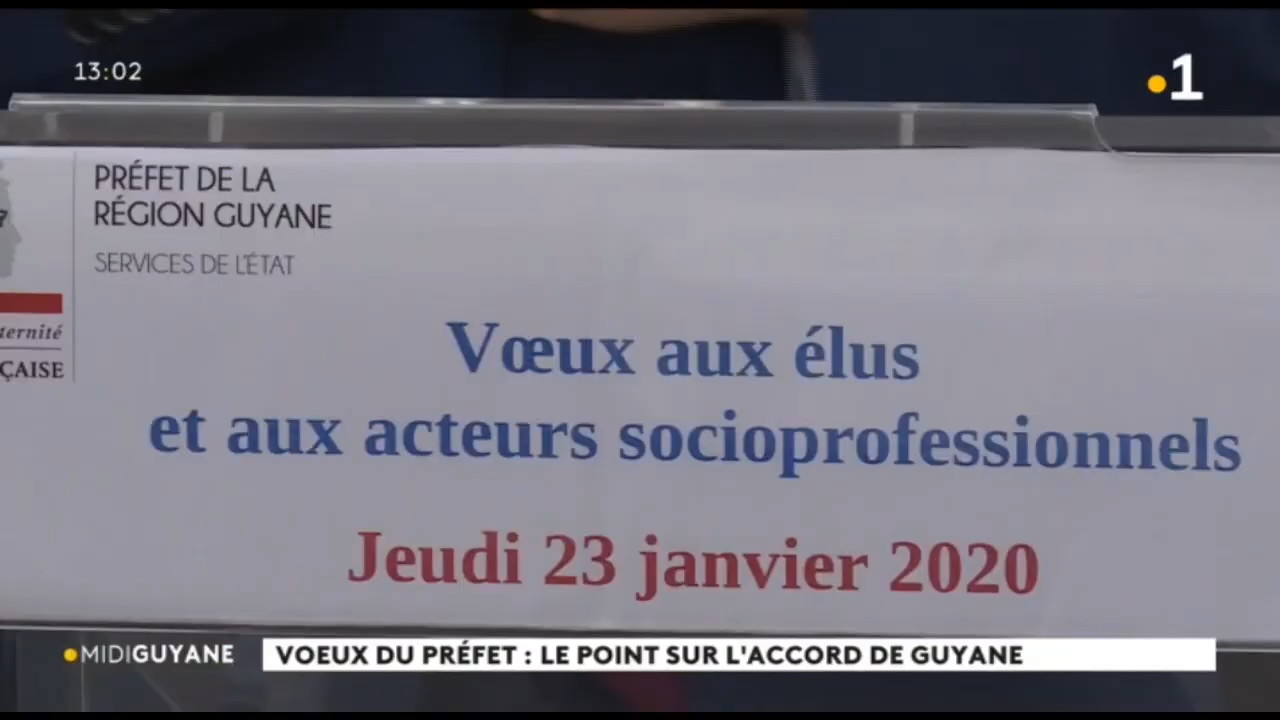 13:02
1
PRÉFET DE LA
RÉGION GUYANE
SERVICES DE L'ÉTAT
ternité
ÇAISE
Vœux aux élus
et aux acteurs socioprofessionnels
Jeudi 23 janvier 2020
MIDIGUYANE
VOEUX DU PRÉFET : LE POINT SUR L'ACCORD DE GUYANE